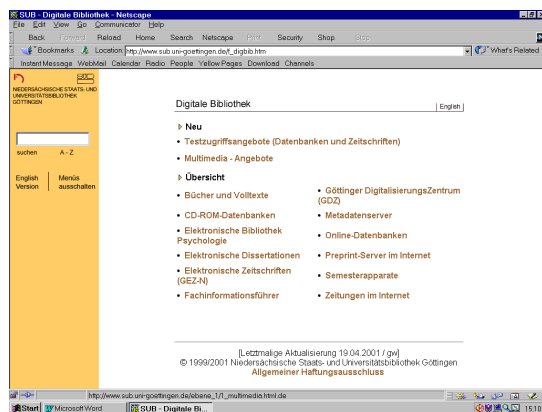 SUB - Digitale Bibliothek - Netscape
File Edit View Go Communicator Help
Back Forward Reload Home Search Netscape Print Security Shop Stop
Bookmarks Location: http://www.sub.uni-goettingen.de/f_digbib.htm What's Related
Instant Message WebMail Calendar Radio People Yellow Pages Download Channels
SUB
NIEDERSÄCHSISCHE STAATS- UND
UNIVERSITÄTSBIBLIOTHEK
GÖTTINGEN
suchen A - Z
English Version
Menüs ausschalten
Digitale Bibliothek | English |
Neu
• Testzugriffsangebote (Datenbanken und Zeitschriften)
• Multimedia - Angebote
Übersicht
• Bücher und Volltexte
• Göttinger DigitalisierungsZentrum
(GDZ)
• CD-ROM-Datenbanken
• Metadatenserver
• Elektronische Bibliothek
Psychologie
• Online-Datenbanken
• Elektronische Dissertationen
• Preprint-Server im Internet
• Elektronische Zeitschriften
(GEZ-N)
• Semesterapparate
• Fachinformationsführer
• Zeitungen im Internet
[Letztmalige Aktualisierung 19.04.2001 / gw]
© 1999/2001 Niedersächsische Staats- und Universitätsbibliothek Göttingen
Allgemeiner Haftungsausschluss
http://www.sub.uni-goettingen.de/ebene_1/1_multimedia.html.de
Start Microsoft Word SUB - Digitale Bi... 15:10